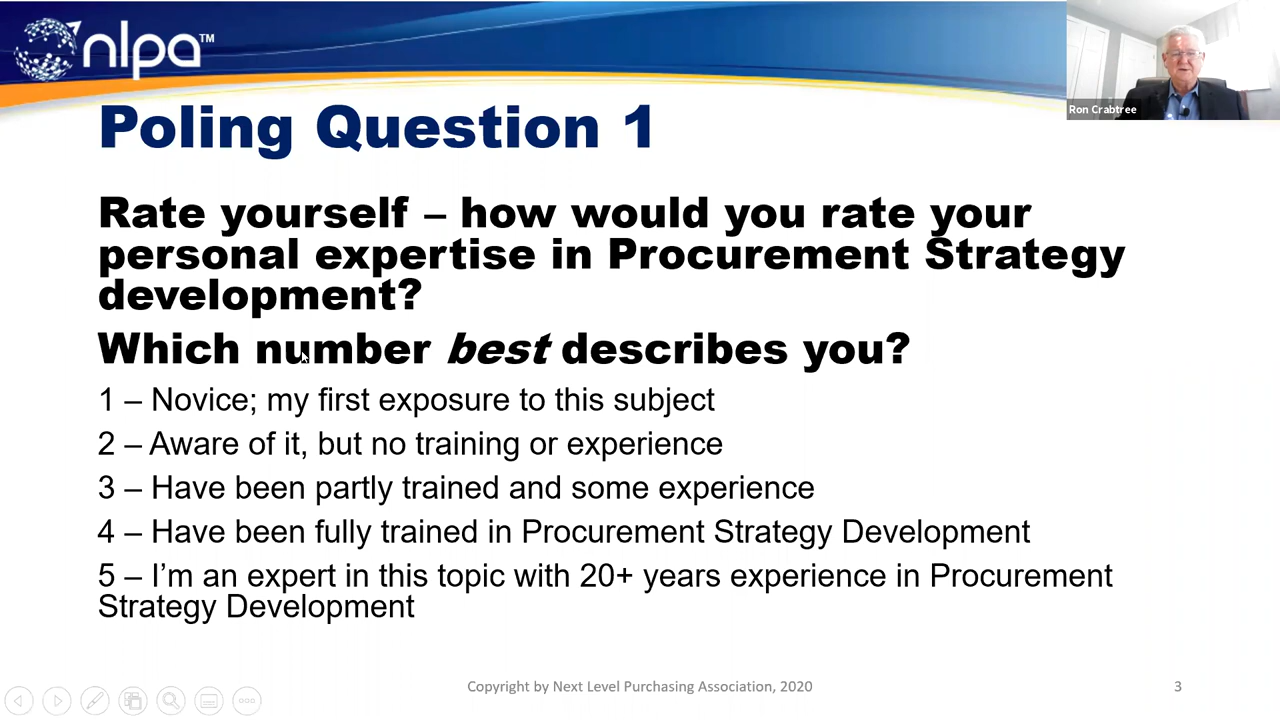 nlpa™
Ron Crabtree
Poling Question 1
Rate yourself – how would you rate your
personal expertise in Procurement Strategy
development?
Which number best describes you?
1 – Novice; my first exposure to this subject
2 – Aware of it, but no training or experience
3 – Have been partly trained and some experience
4 – Have been fully trained in Procurement Strategy Development
5 – I’m an expert in this topic with 20+ years experience in Procurement
Strategy Development
Copyright by Next Level Purchasing Association, 2020
3